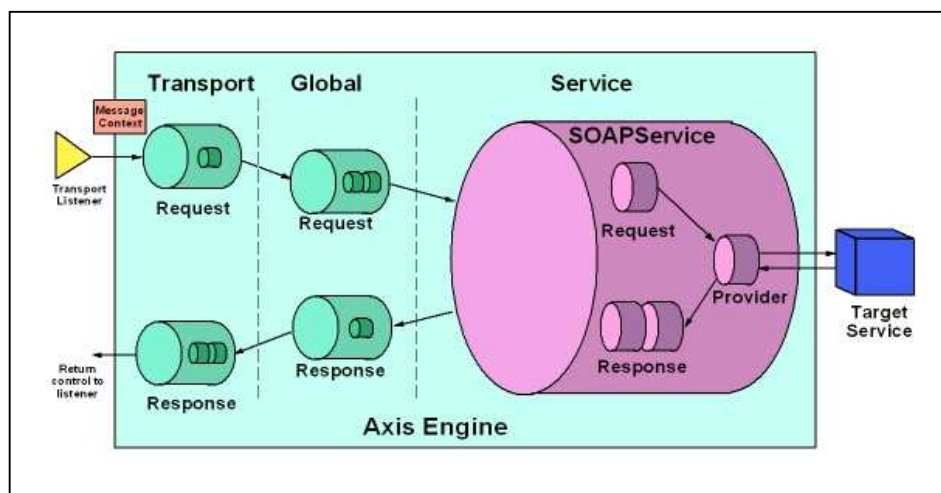 Transport
Global
Service
Message
Context
SOAPService
Transport
Listener
Request
Request
Request
Provider
Target
Service
Return
control to
listener
Response
Response
Response
Axis Engine